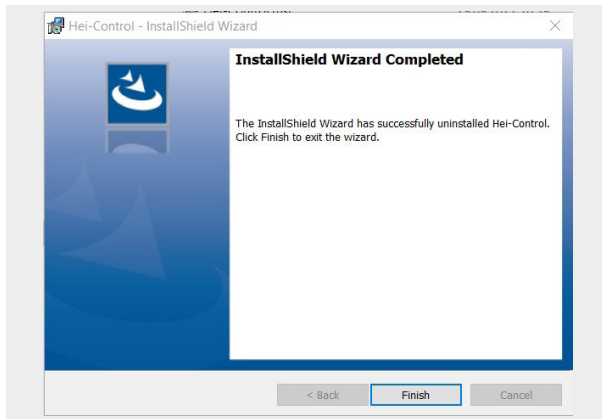 Hei-Control - InstallShield Wizard
InstallShield Wizard Completed
The InstallShield Wizard has successfully uninstalled Hei-Control.
Click Finish to exit the wizard.
< Back
Finish
Cancel